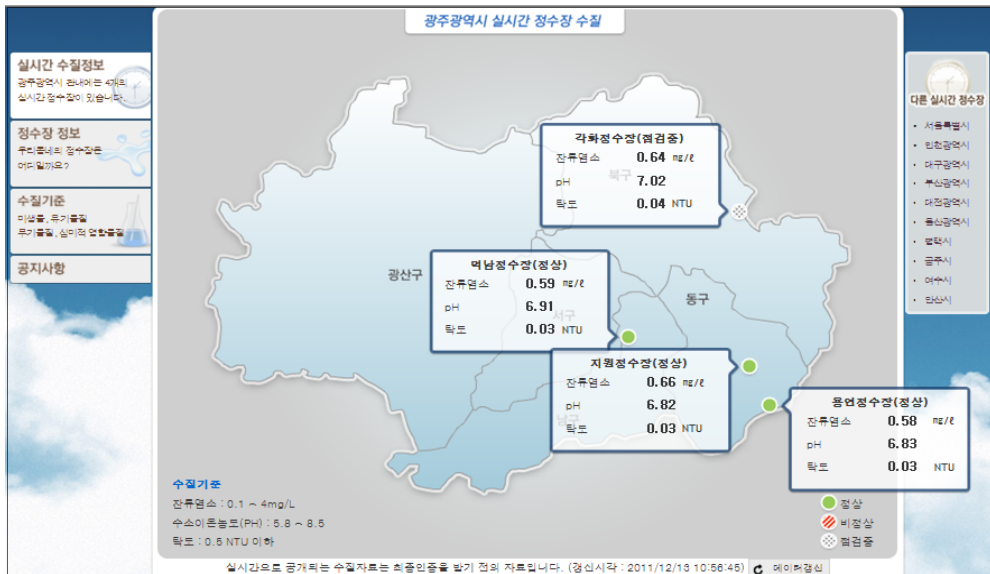 광주광역시 실시간 정수장 수질
실시간 수질정보
광주광역시 관내에는 4개의
실시간 정수장이 있습니다.
정수장 정보
우리동네의 정수장은
어디일까요?
수질기준
미생물, 유기물질
무기물질, 심미적 영향물질
공지사항
각화정수장(점검중)
잔류염소 0.64 mg/ℓ
pH 7.02
탁도 0.04 NTU
북구
덕남정수장(정상)
잔류염소 0.59 mg/ℓ
pH 6.91
탁도 0.03 NTU
서구
광산구
동구
지원정수장(정상)
잔류염소 0.66 mg/ℓ
pH 6.82
탁도 0.03 NTU
남구
용연정수장(정상)
잔류염소 0.58 mg/ℓ
pH 6.83
탁도 0.03 NTU
다른 실시간 정수장
· 서울특별시
· 인천광역시
· 대구광역시
· 부산광역시
· 대전광역시
· 울산광역시
· 평택시
· 공주시
· 여수시
· 안산시
수질기준
잔류염소 : 0.1 ~ 4mg/L
수소이온농도(PH) : 5.8 ~ 8.5
탁도 : 0.5 NTU 이하
정상
비정상
점검중
실시간으로 공개되는 수질자료는 최종인증을 받기 전의 자료입니다. (갱신시각 : 2011/12/13 10:56:45) 데이터갱신